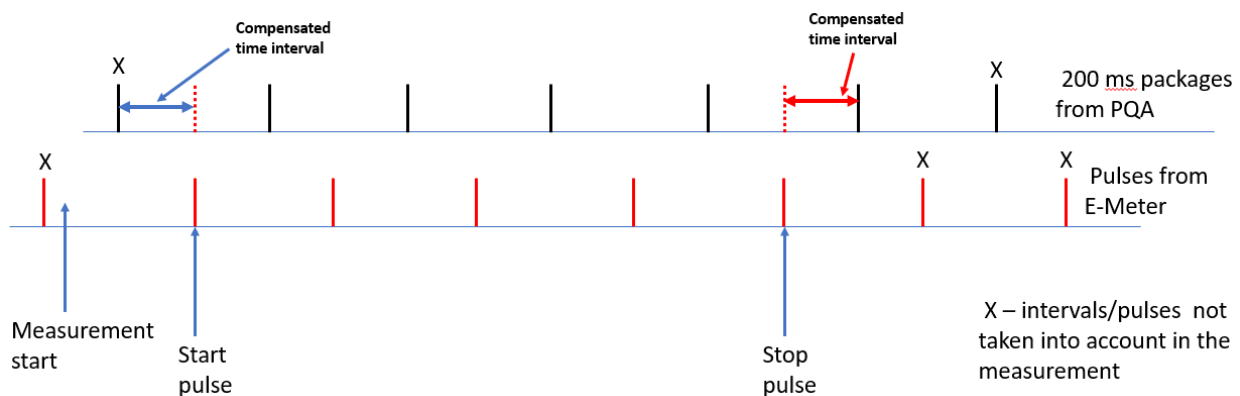 Compensated
time interval
Compensated
time interval
X
X
200 ms packages
from PQA
X
X
X
Pulses from
E-Meter
Measurement
start
Start
pulse
Stop
pulse
X – intervals/pulses not
taken into account in the
measurement